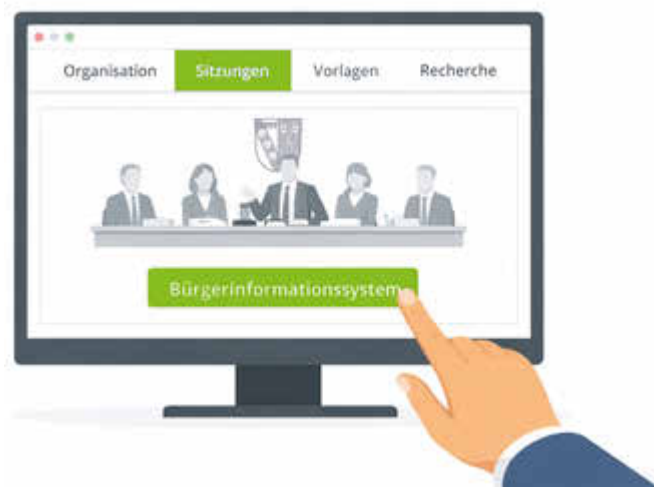 Organisation Sitzungen Vorlagen Recherche
Bürgerinformationssystem